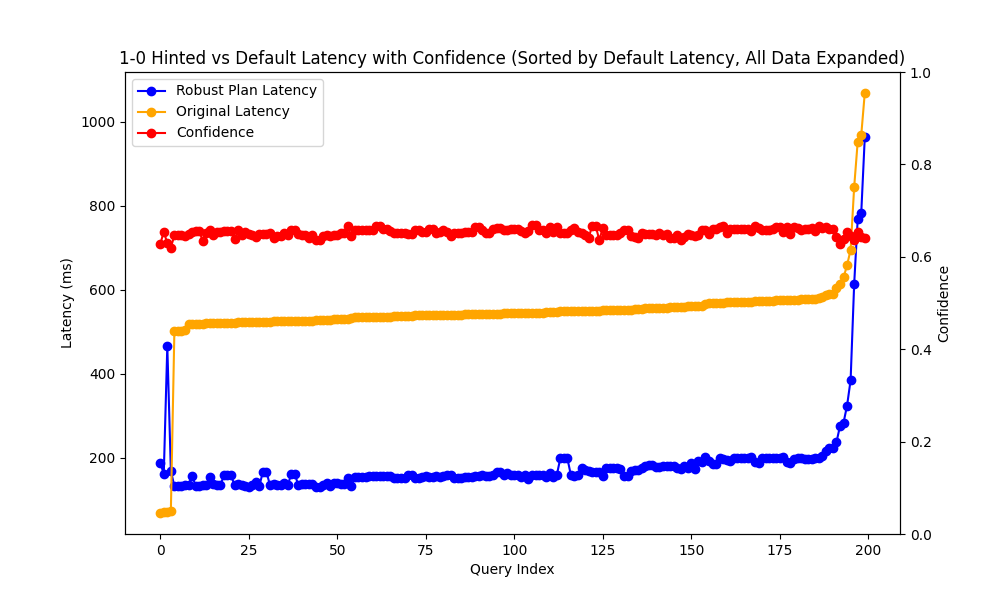 1-0 Hinted vs Default Latency with Confidence (Sorted by Default Latency, All Data Expanded)
Robust Plan Latency
Original Latency
Confidence
Latency (ms)
1000
800
600
400
200
1.0
0.8
0.6
0.4
0.2
0.0
Confidence
0 25 50 75 100 125 150 175 200
Query Index